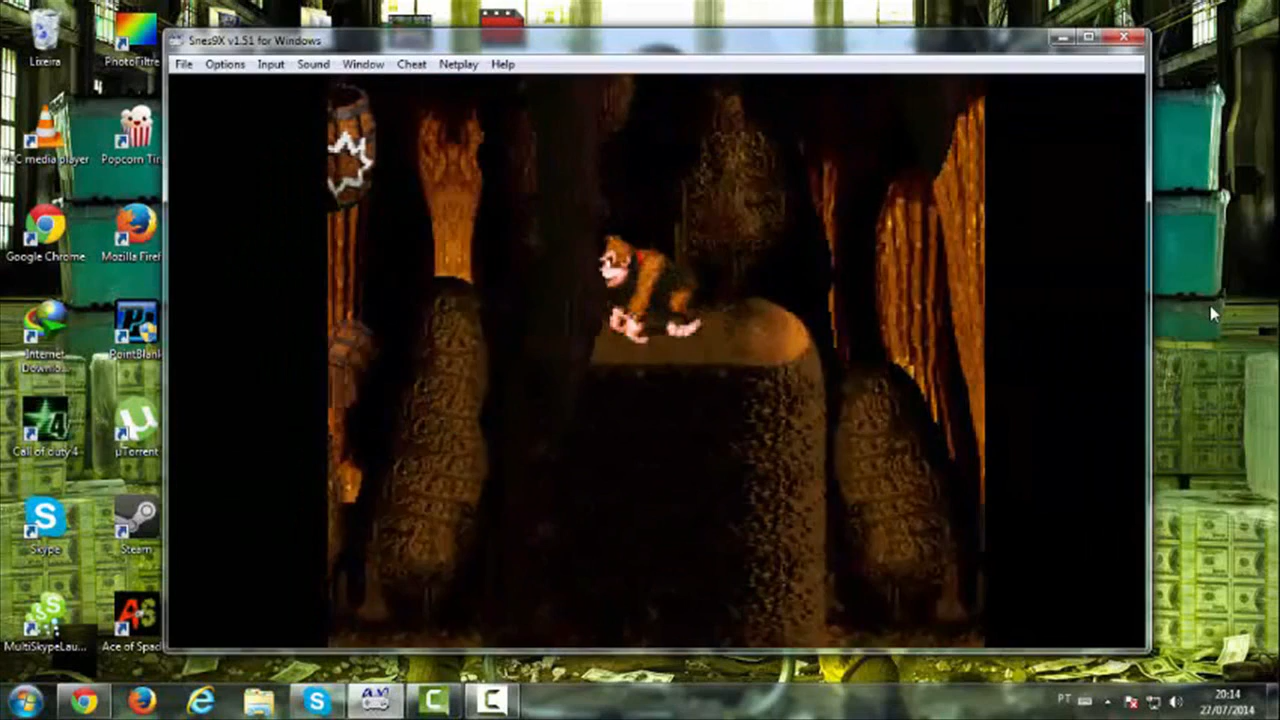 Snes9X v1.51 for Windows
File Options Input Sound Window Cheat Netplay Help
Lixeira
PhotoFiltre
VLC media player
Popcorn Tim
Google Chrome
Mozilla Firef
Internet
Downlo...
PointBlank
Call of duty 4
µTorrent
Skype
Steam
MultiSkypeLau...
Ace of Spad
PT
20:14
27/07/2014